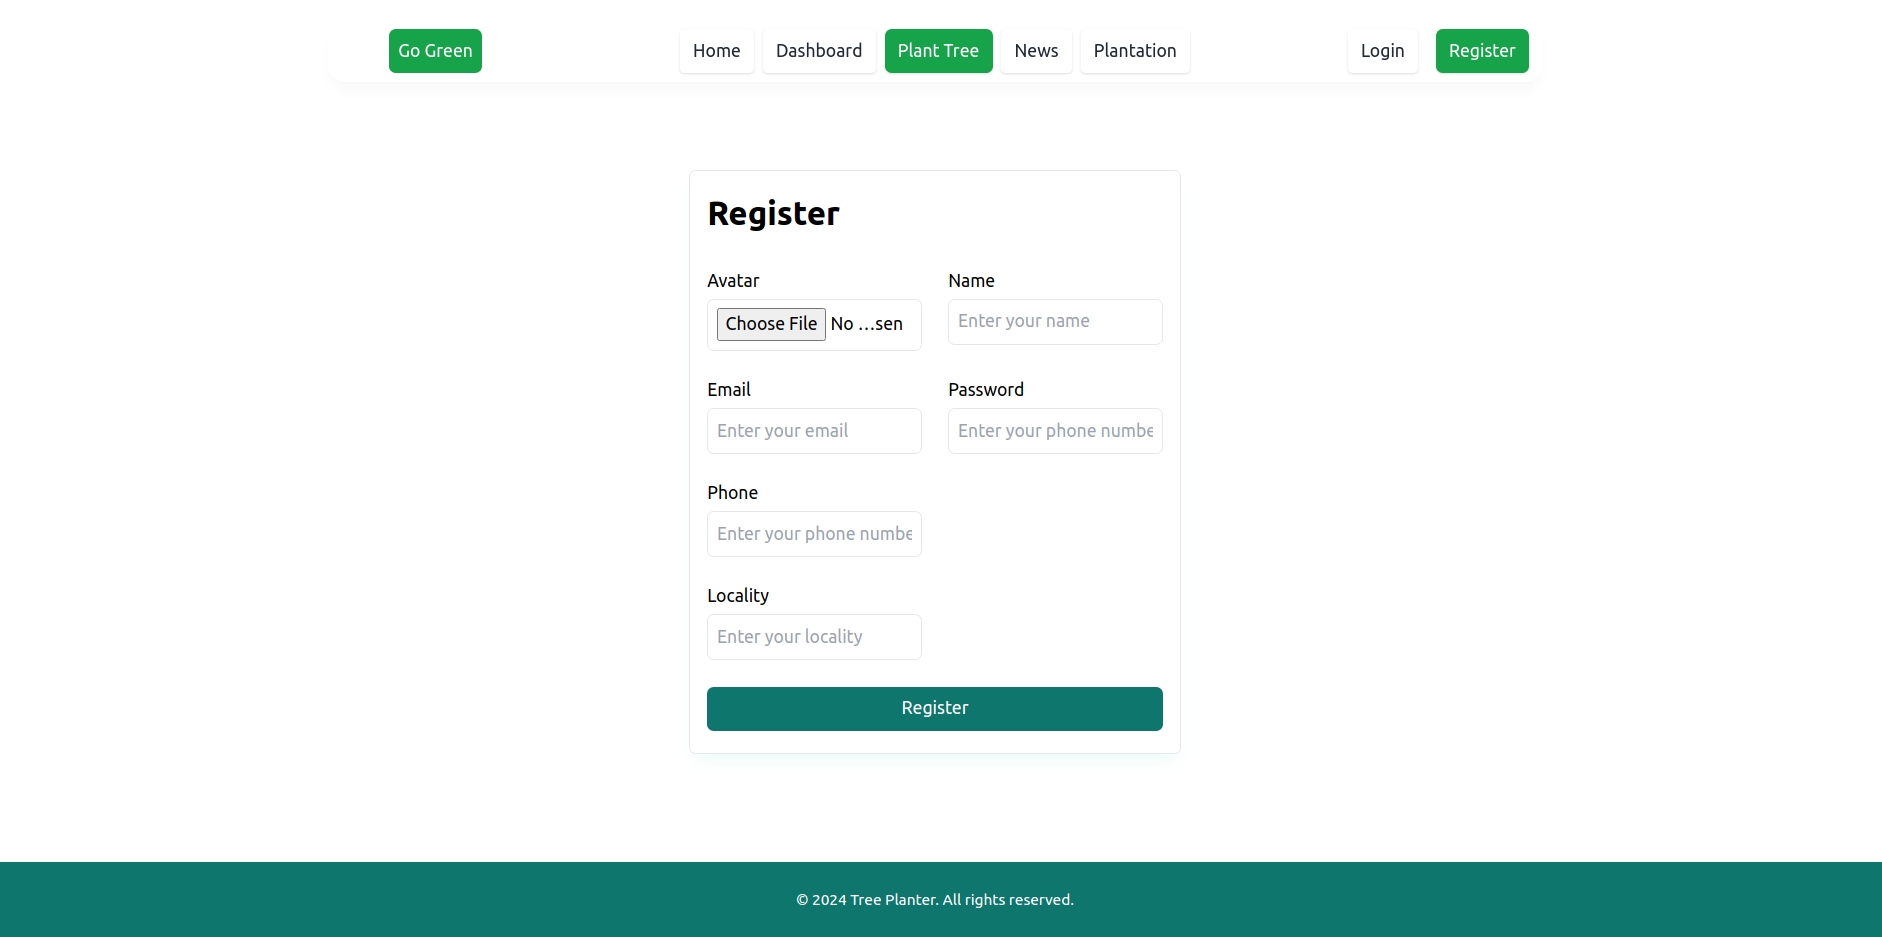 Go Green Home Dashboard Plant Tree News Plantation Login Register
Register
Avatar Name
Choose File No ...sen Enter your name
Email Password
Enter your email Enter your phone numbe
Phone
Enter your phone numbe
Locality
Enter your locality
Register
© 2024 Tree Planter. All rights reserved.